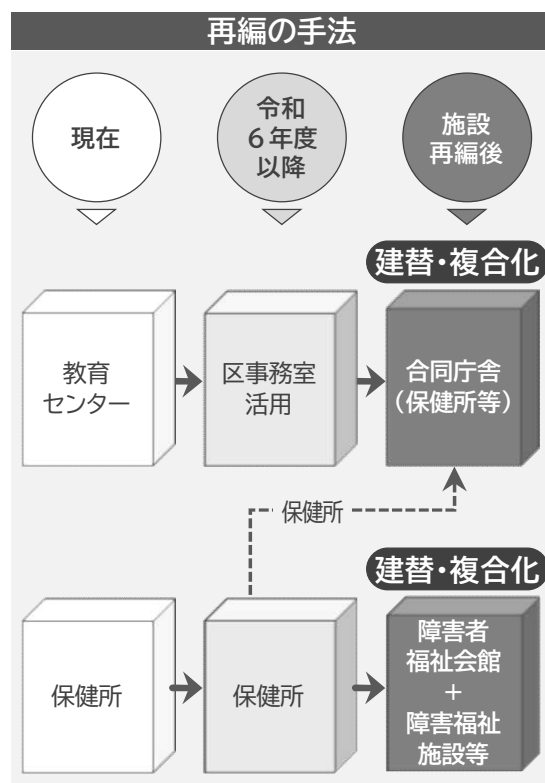 再編の手法
現在
令和
6年度
以降
施設
再編後
建替・複合化
教育
センター
区事務室
活用
合同庁舎
（保健所等）
保健所
建替・複合化
保健所
保健所
障害者
福祉会館
+
障害福祉
施設等